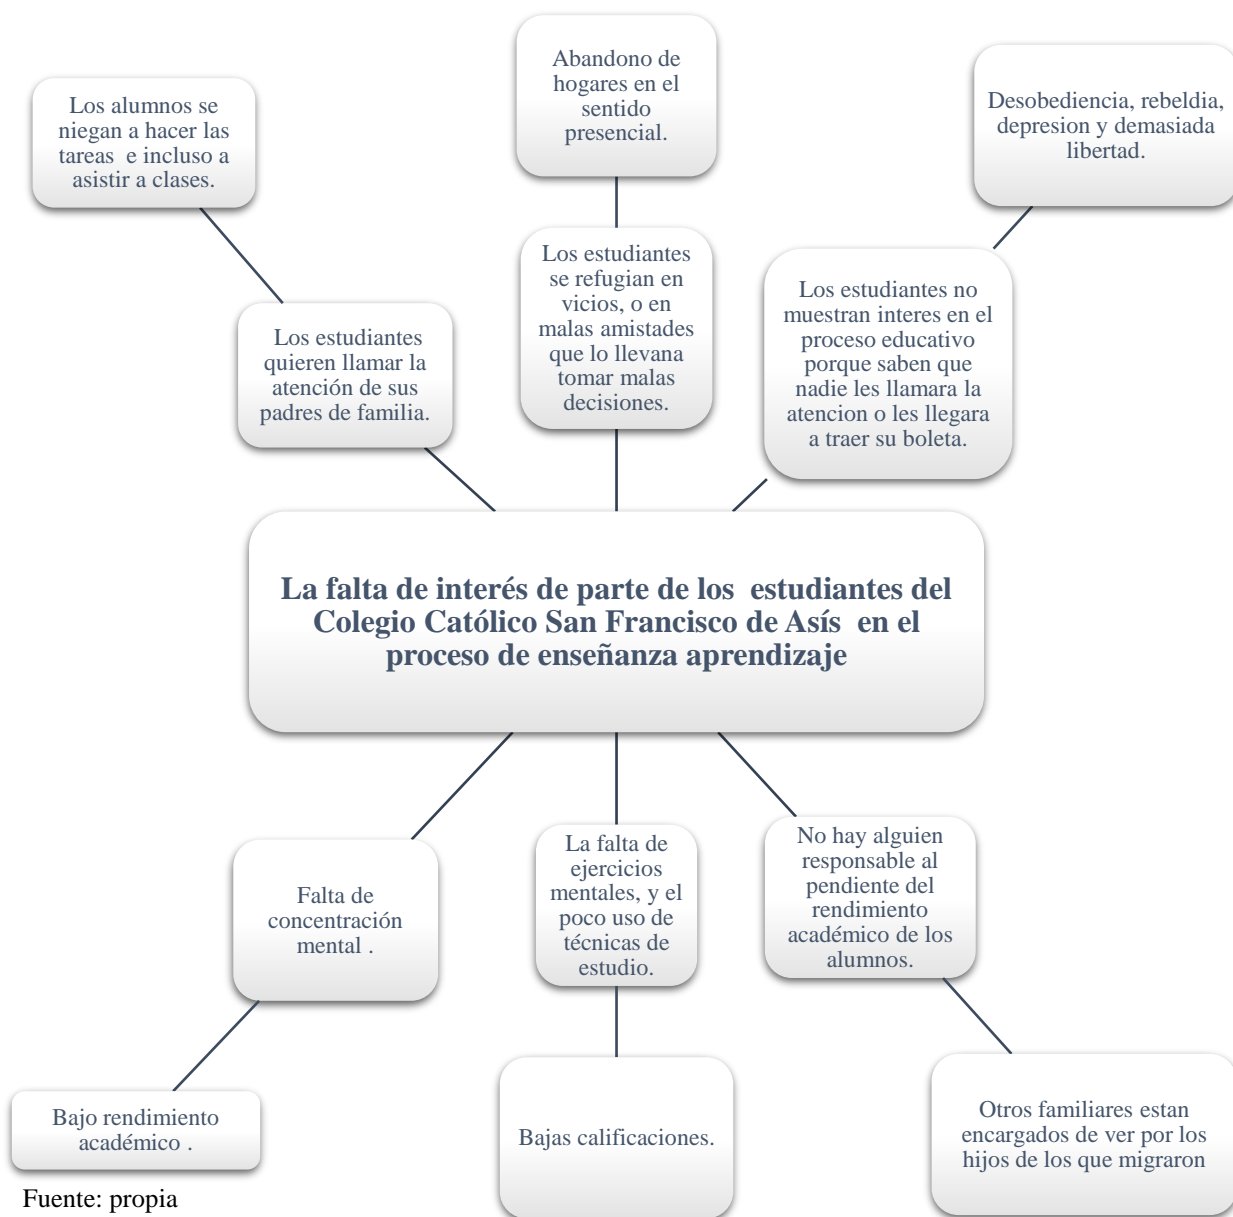 Abandono de
hogares en el
sentido
presencial.
Los alumnos se
niegan a hacer las
tareas  e incluso a
asistir a clases.
Desobediencia, rebeldia,
depresion y demasiada
libertad.
Los estudiantes
quieren llamar la
atención de sus
padres de familia.
Los estudiantes
se refugian en
vicios, o en
malas amistades
que lo llevana
tomar malas
decisiones.
Los estudiantes no
muestran interes en el
proceso educativo
porque saben que
nadie les llamara la
atencion o les llegara
a traer su boleta.
La falta de interés de parte de los  estudiantes del
Colegio Católico San Francisco de Asís  en el
proceso de enseñanza aprendizaje
Falta de
concentración
mental .
La falta de
ejercicios
mentales, y el
poco uso de
técnicas de
estudio.
No hay alguien
responsable al
pendiente del
rendimiento
académico de los
alumnos.
Bajo rendimiento
académico .
Bajas calificaciones.
Otros familiares estan
encargados de ver por los
hijos de los que migraron
Fuente: propia